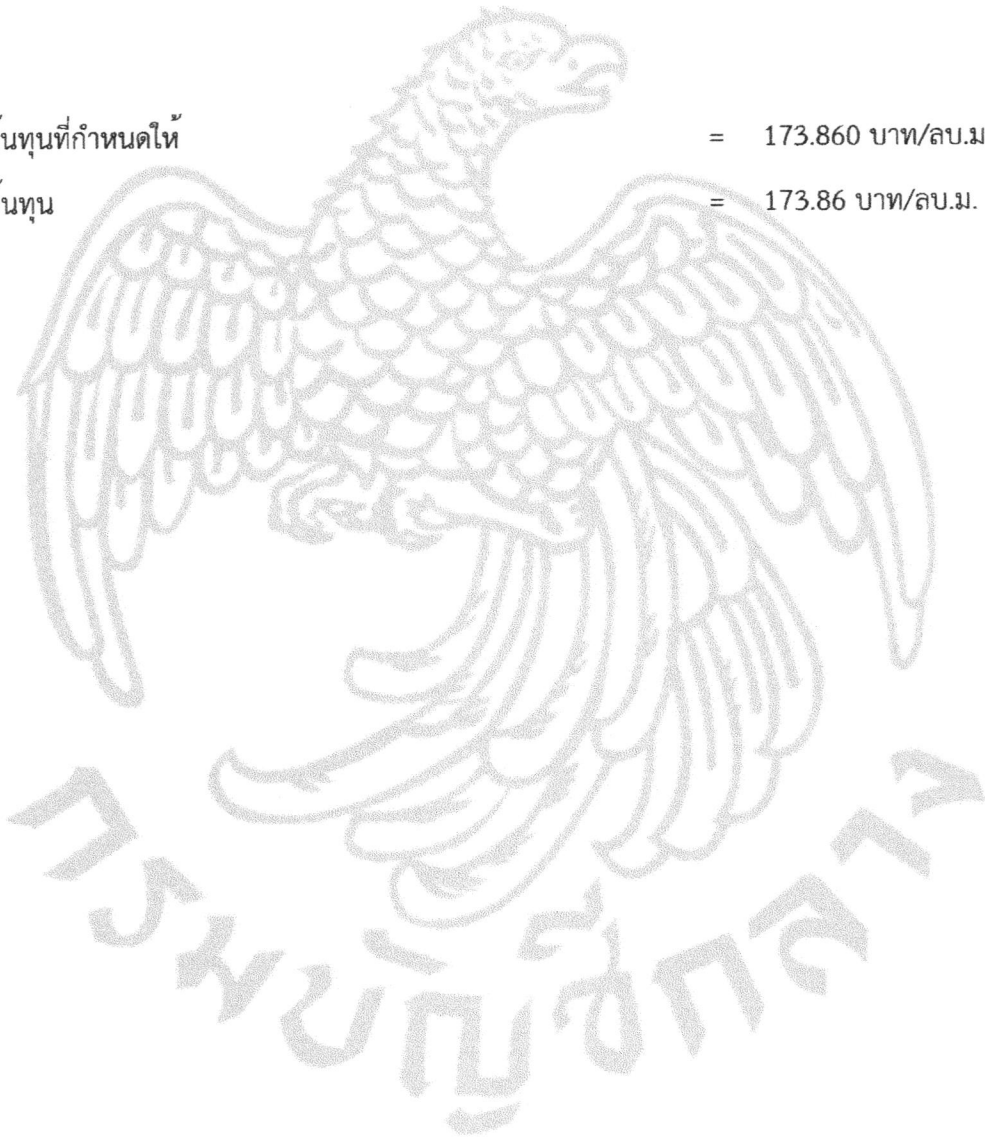 ้นทุนที่กำหนดให้ = 173.860 บาท/ลบ.ม
้นทุน = 173.86 บาท/ลบ.ม.
กรมบัญชีกลาง